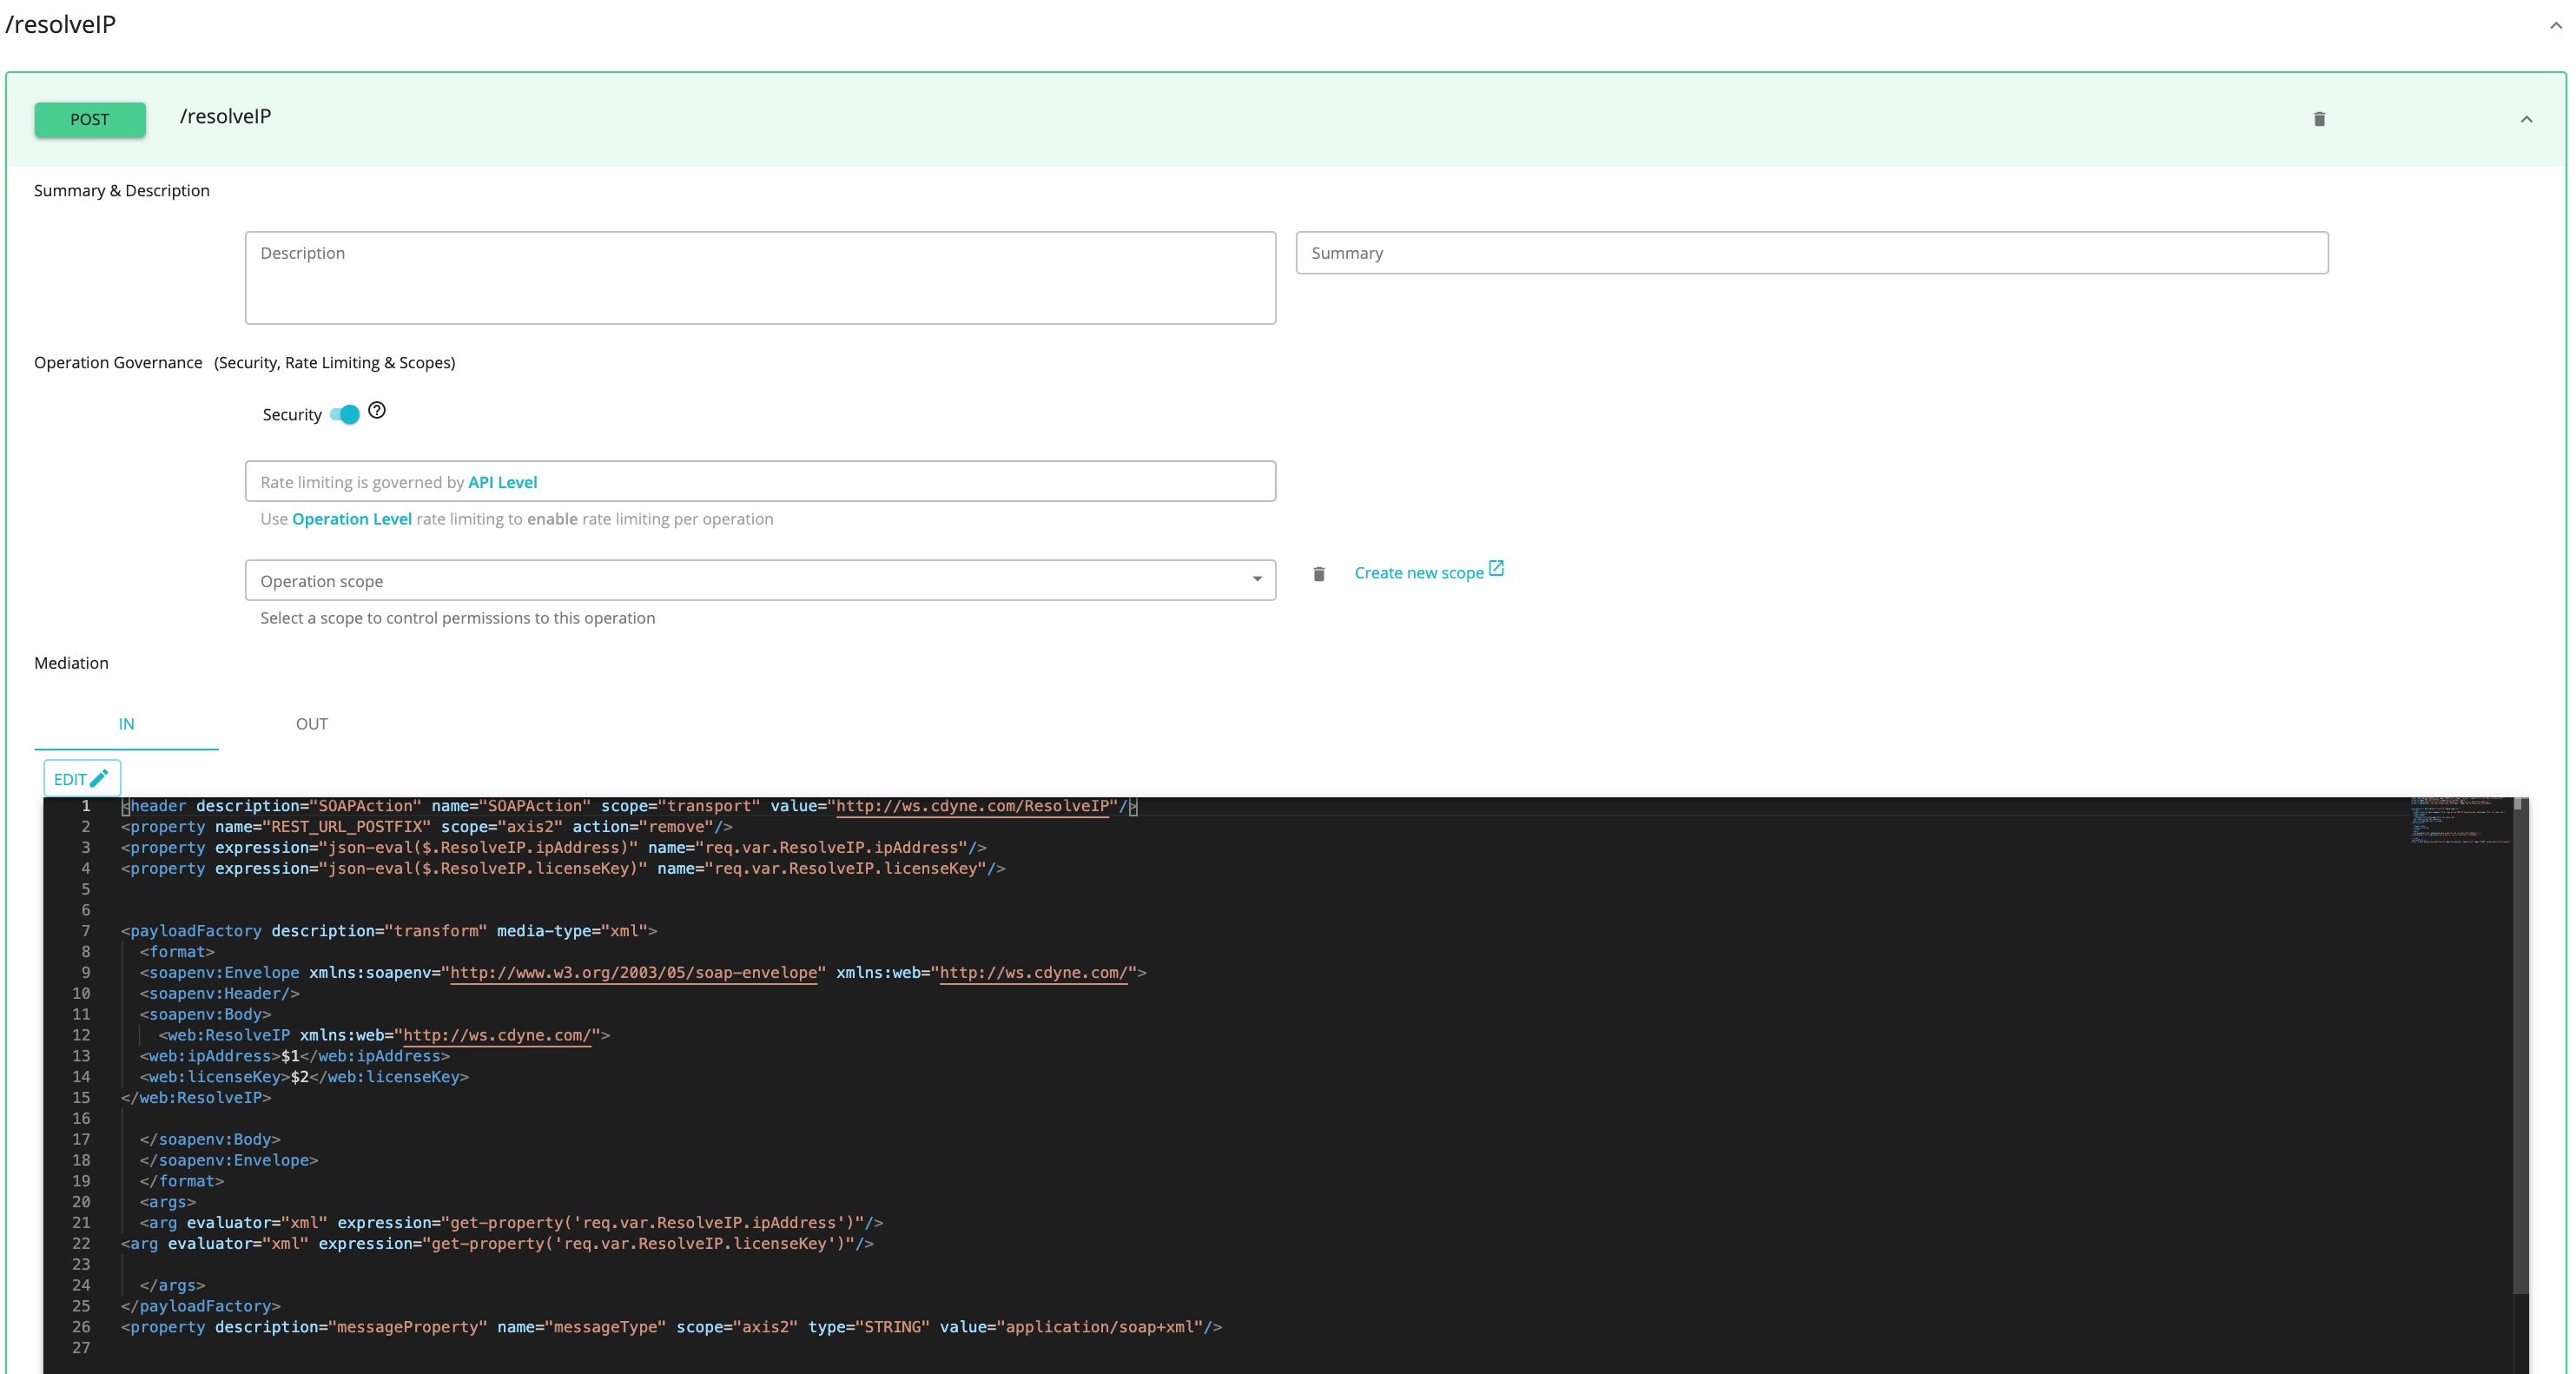 /resolveIP
POST /resolveIP
Summary & Description
Description
Summary
Operation Governance (Security, Rate Limiting & Scopes)
Security
Rate limiting is governed by API Level
Use Operation Level rate limiting to enable rate limiting per operation
Operation scope
Create new scope
Select a scope to control permissions to this operation
Mediation
IN OUT
EDIT
1 <header description="SOAPAction" name="SOAPAction" scope="transport" value="http://ws.cdyne.com/ResolveIP"/>
2 <property name="REST_URL_POSTFIX" scope="axis2" action="remove"/>
3 <property expression="json-eval($.ResolveIP.ipAddress)" name="req.var.ResolveIP.ipAddress"/>
4 <property expression="json-eval($.ResolveIP.licenseKey)" name="req.var.ResolveIP.licenseKey"/>
5
6
7 <payloadFactory description="transform" media-type="xml">
8 <format>
9 <soapenv:Envelope xmlns:soapenv="http://www.w3.org/2003/05/soap-envelope" xmlns:web="http://ws.cdyne.com/">
10 <soapenv:Header/>
11 <soapenv:Body>
12 <web:ResolveIP xmlns:web="http://ws.cdyne.com/">
13 <web:ipAddress>$1</web:ipAddress>
14 <web:licenseKey>$2</web:licenseKey>
15 </web:ResolveIP>
16
17 </soapenv:Body>
18 </soapenv:Envelope>
19 </format>
20 <args>
21 <arg evaluator="xml" expression="get-property('req.var.ResolveIP.ipAddress')"/>
22 <arg evaluator="xml" expression="get-property('req.var.ResolveIP.licenseKey')"/>
23
24 </args>
25 </payloadFactory>
26 <property description="messageProperty" name="messageType" scope="axis2" type="STRING" value="application/soap+xml"/>
27